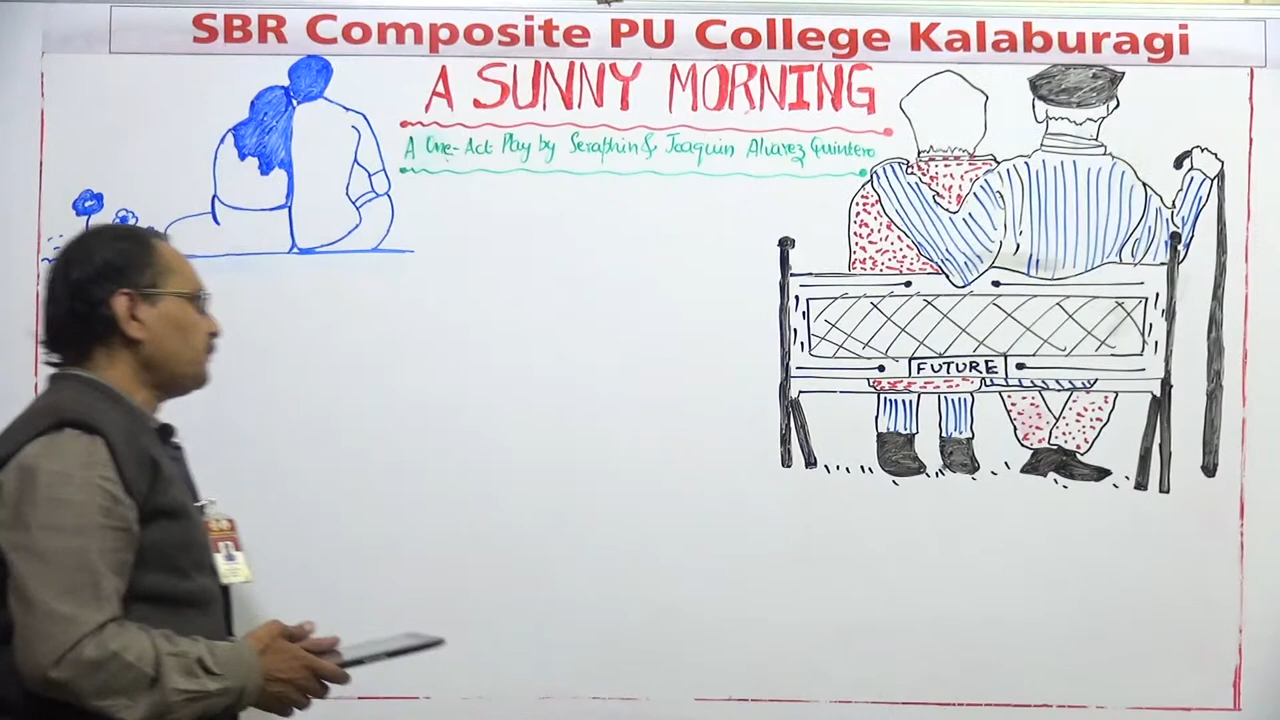 SBR Composite PU College Kalaburagi
A SUNNY MORNING
A One-Act Play by Seraphin & Joaquin Alvarez Quintero
FUTURE